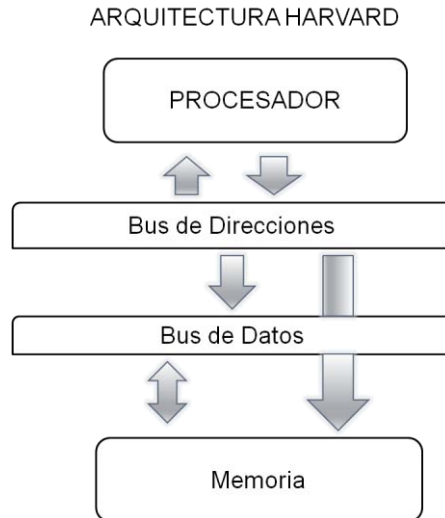 ARQUITECTURA HARVARD
PROCESADOR
Bus de Direcciones
Bus de Datos
Memoria